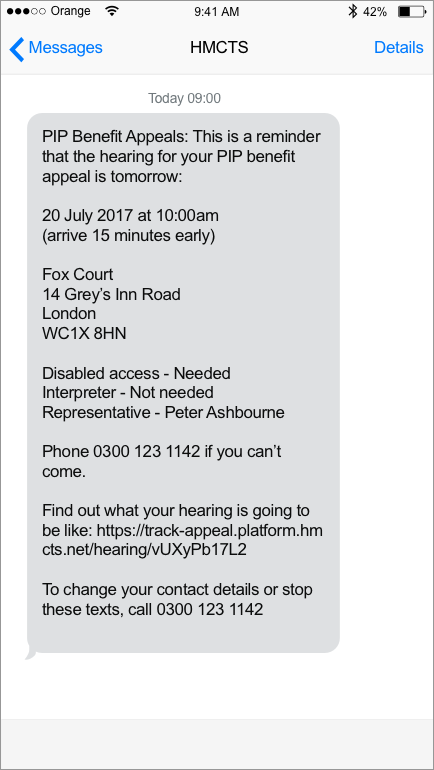 Orange 9:41 AM 42%
Messages HMCTS Details
Today 09:00
PIP Benefit Appeals: This is a reminder
that the hearing for your PIP benefit
appeal is tomorrow:
20 July 2017 at 10:00am
(arrive 15 minutes early)
Fox Court
14 Grey’s Inn Road
London
WC1X 8HN
Disabled access - Needed
Interpreter - Not needed
Representative - Peter Ashbourne
Phone 0300 123 1142 if you can’t
come.
Find out what your hearing is going to
be like: https://track-appeal.platform.hm
cts.net/hearing/vUXyPb17L2
To change your contact details or stop
these texts, call 0300 123 1142